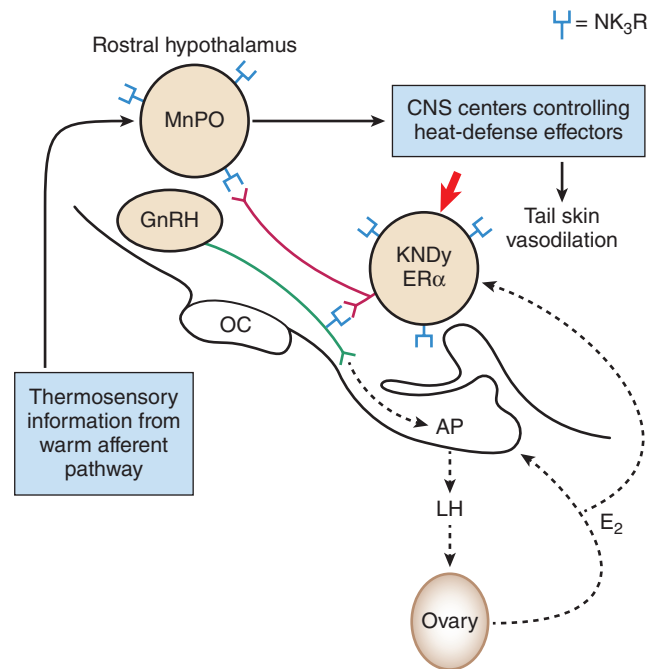 = NK₃R
Rostral hypothalamus
MnPO
CNS centers controlling
heat-defense effectors
GnRH
KNDy
ERα
Tail skin
vasodilation
OC
Thermosensory
information from
warm afferent
pathway
AP
LH
E₂
Ovary